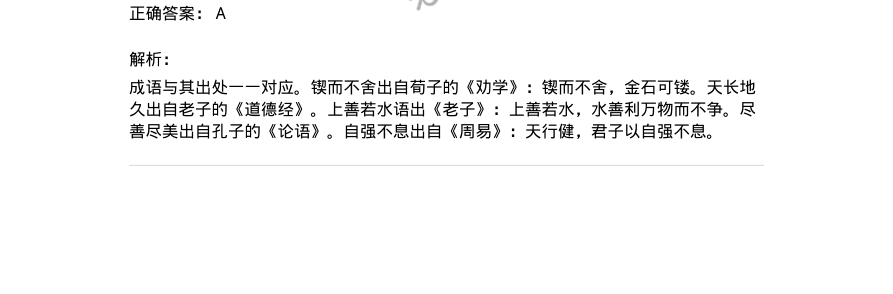 正确答案： A
解析：
成语与其出处一一对应。锲而不舍出自荀子的《劝学》：锲而不舍，金石可镂。天长地
久出自老子的《道德经》。上善若水语出《老子》：上善若水，水善利万物而不争。尽
善尽美出自孔子的《论语》。自强不息出自《周易》：天行健，君子以自强不息。